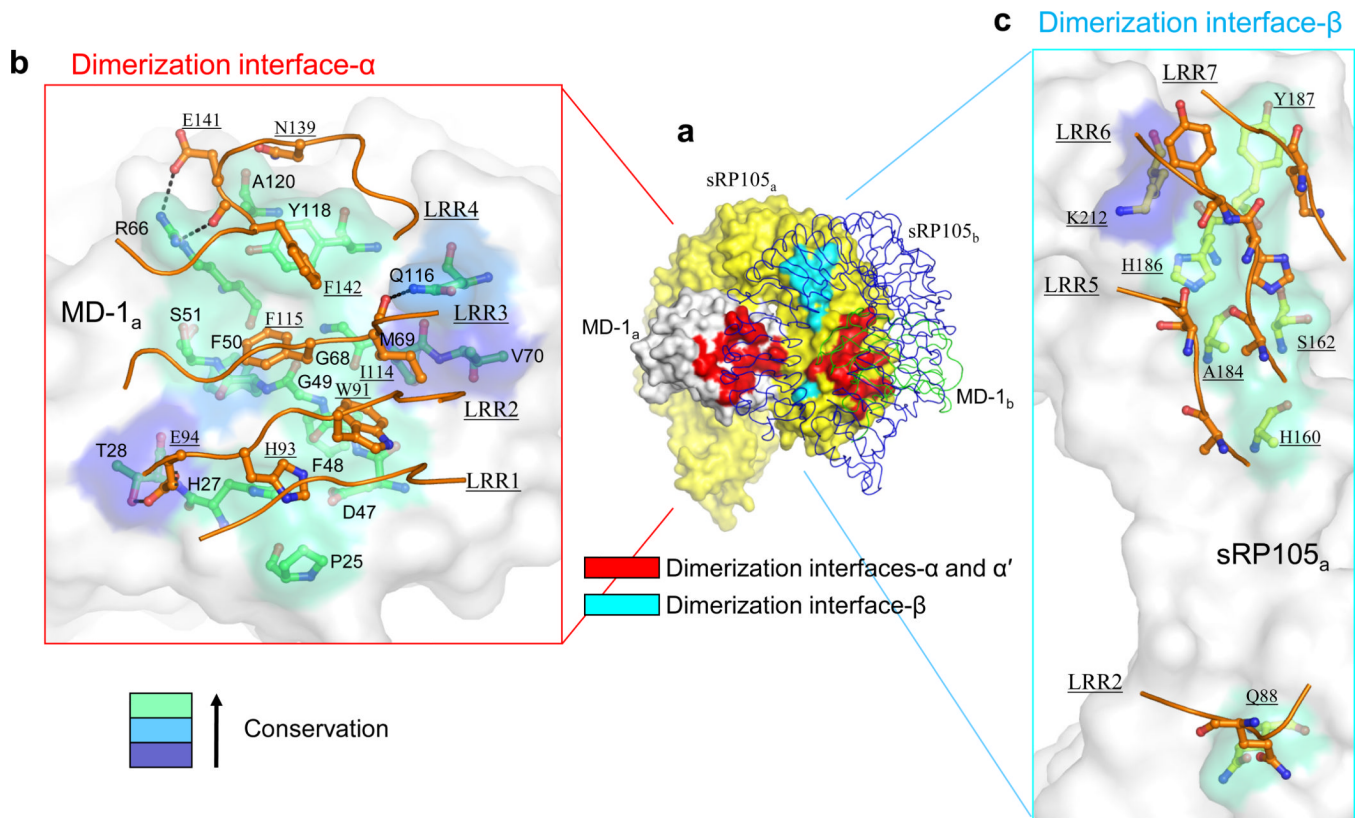 b Dimerization interface-α
E141
N139
A120
Y118
R66
LRR4
Q116
F142
MD-1a
S51
F115
LRR3
F50
M69
G68
V70
I114
G49
W91
LRR2
T28
E94
H93
F48
H27
LRR1
D47
P25
Conservation
a
sRP105a
sRP105b
MD-1a
MD-1b
Dimerization interfaces-α and α′
Dimerization interface-β
c Dimerization interface-β
LRR7
Y187
LRR6
K212
H186
LRR5
S162
A184
H160
sRP105a
LRR2
Q88